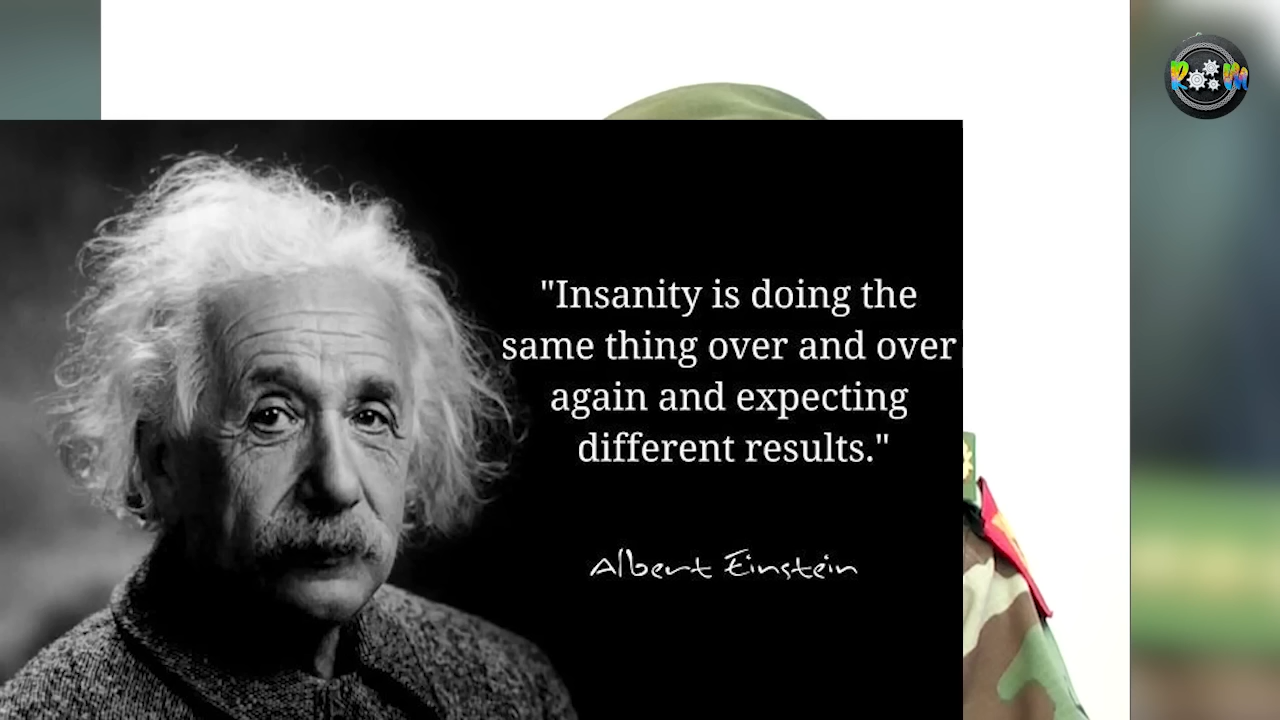 "Insanity is doing the
same thing over and over
again and expecting
different results."
Albert Einstein